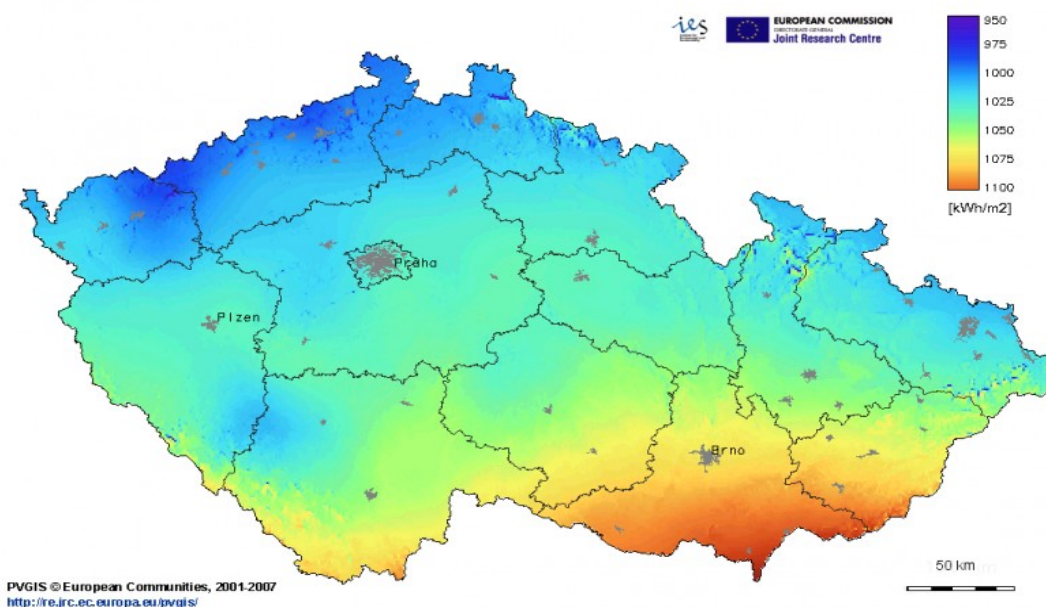 ies
EUROPEAN COMMISSION
DIRECTORATE GENERAL
Joint Research Centre
950
975
1000
1025
1050
1075
1100
[kWh/m2]
Praha
Plzen
Brno
50 km
PVGIS © European Communities, 2001-2007
http://re.jrc.ec.europa.eu/pvgis/